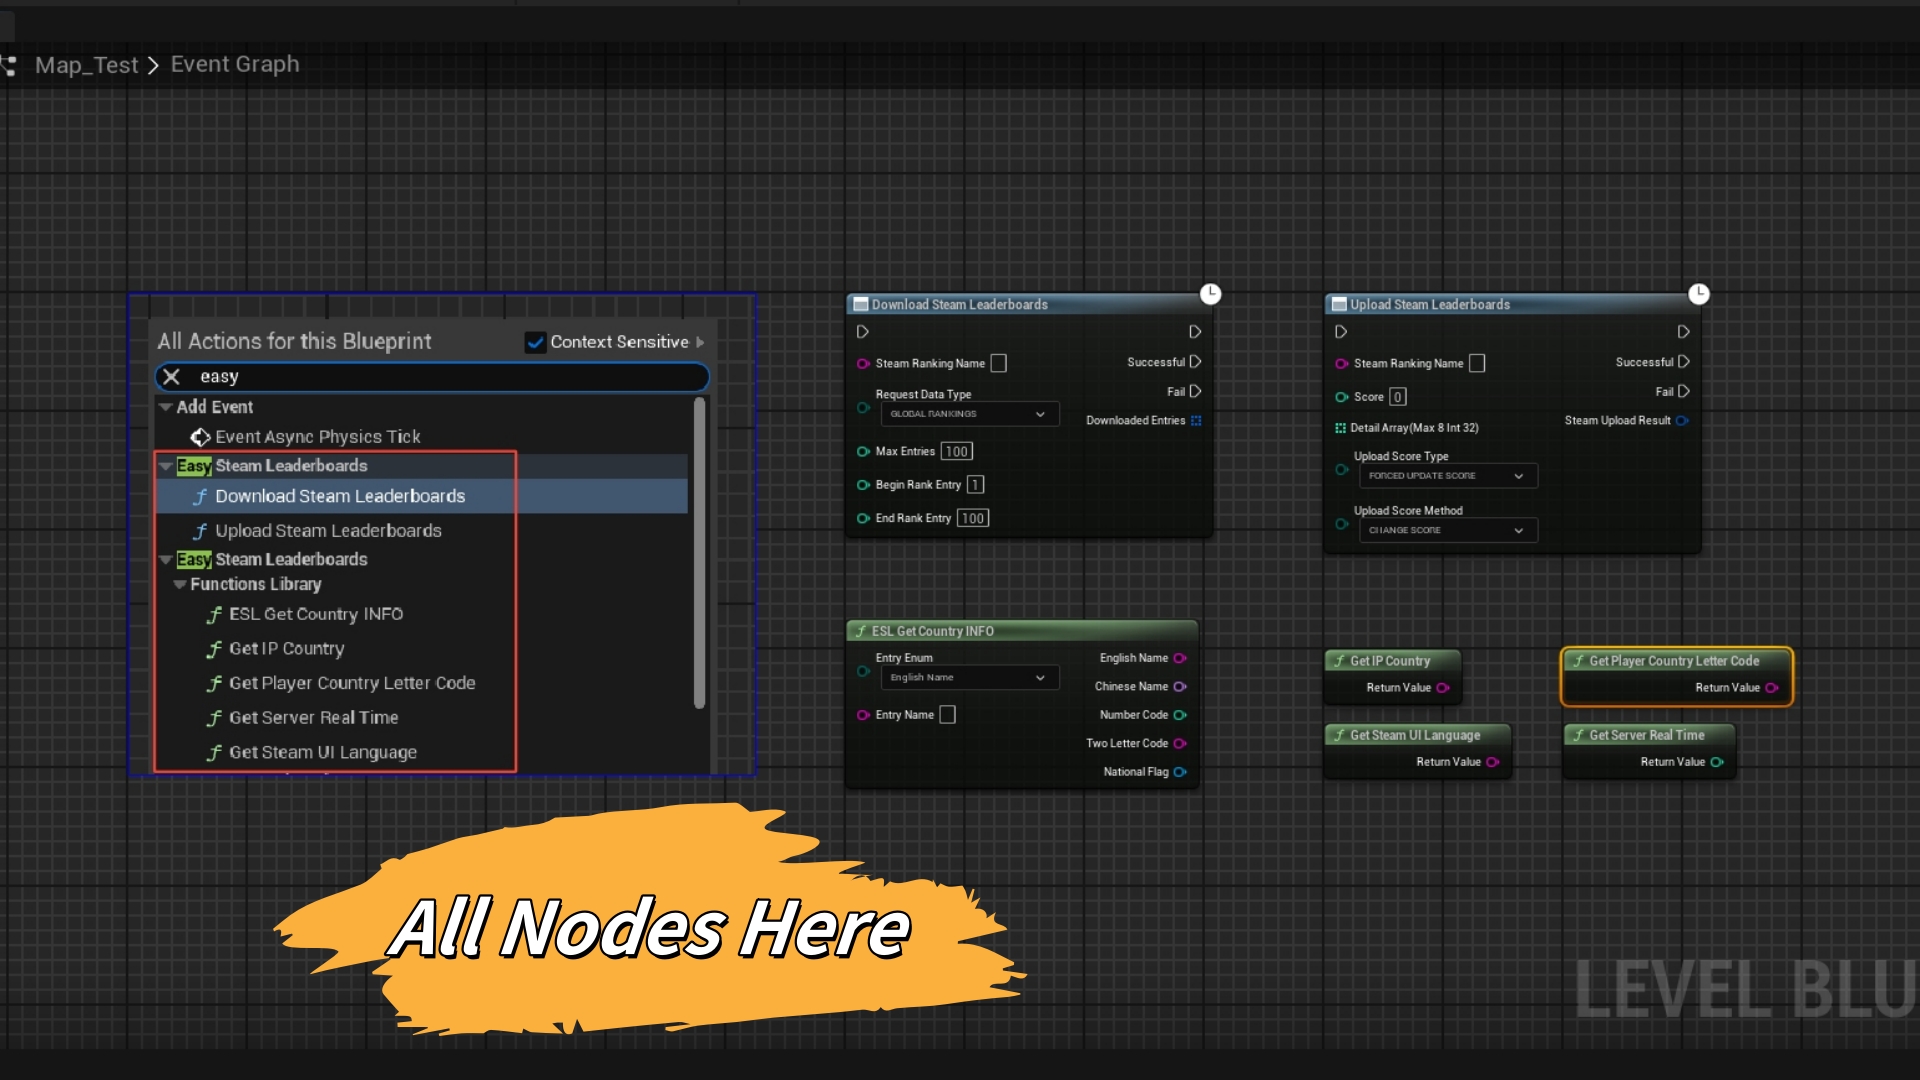 Map_Test > Event Graph
All Actions for this Blueprint
Context Sensitive
easy
Add Event
Event Async Physics Tick
Easy Steam Leaderboards
Download Steam Leaderboards
Upload Steam Leaderboards
Easy Steam Leaderboards
Functions Library
ESL Get Country INFO
Get IP Country
Get Player Country Letter Code
Get Server Real Time
Get Steam UI Language
Download Steam Leaderboards
Steam Ranking Name
Successful
Request Data Type
Fail
GLOBAL RANKINGS
Downloaded Entries
Max Entries 100
Begin Rank Entry 1
End Rank Entry 100
Upload Steam Leaderboards
Steam Ranking Name
Successful
Score 0
Fail
Detail Array(Max 8 Int 32)
Steam Upload Result
Upload Score Type
FORCED UPDATE SCORE
Upload Score Method
CHANGE SCORE
ESL Get Country INFO
Entry Enum
English Name
English Name
Chinese Name
Entry Name
Number Code
Two Letter Code
National Flag
Get IP Country
Return Value
Get Player Country Letter Code
Return Value
Get Steam UI Language
Return Value
Get Server Real Time
Return Value
All Nodes Here
LEVEL BLU